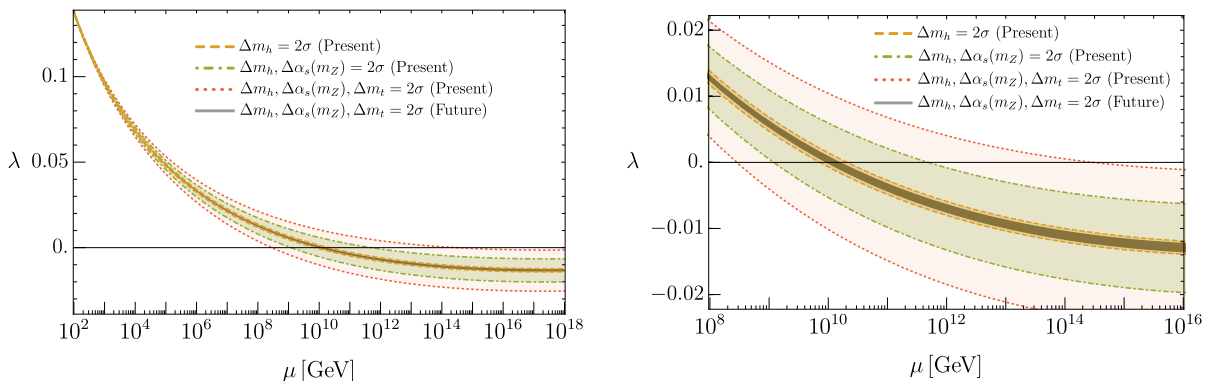 Δm_h = 2σ (Present)
Δm_h, Δα_s(m_Z) = 2σ (Present)
Δm_h, Δα_s(m_Z), Δm_t = 2σ (Present)
Δm_h, Δα_s(m_Z), Δm_t = 2σ (Future)
0.1
0.05
0.
λ
10^2 10^4 10^6 10^8 10^10 10^12 10^14 10^16 10^18
μ [GeV]
Δm_h = 2σ (Present)
Δm_h, Δα_s(m_Z) = 2σ (Present)
Δm_h, Δα_s(m_Z), Δm_t = 2σ (Present)
Δm_h, Δα_s(m_Z), Δm_t = 2σ (Future)
0.02
0.01
0.
−0.01
−0.02
λ
10^8 10^10 10^12 10^14 10^16
μ [GeV]